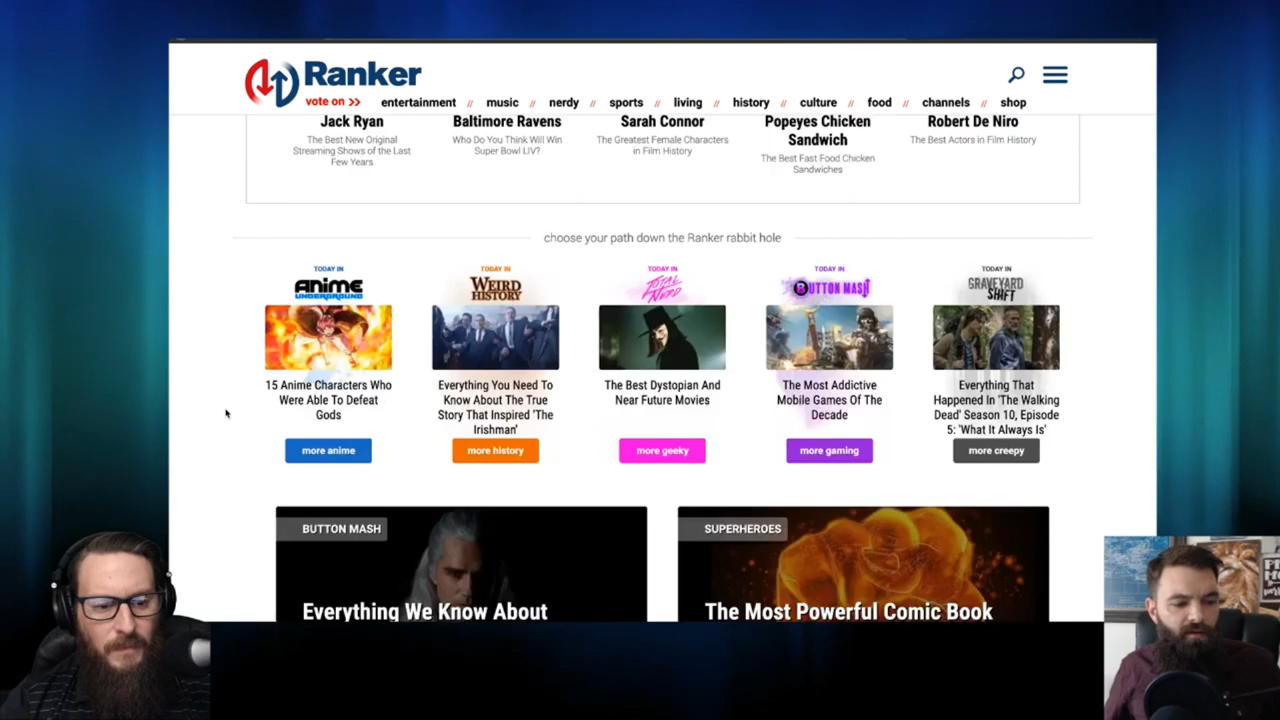 Ranker
vote on >> entertainment // music // nerdy // sports // living // history // culture // food // channels // shop
Jack Ryan
The Best New Original
Streaming Shows of the Last
Few Years
Baltimore Ravens
Who Do You Think Will Win
Super Bowl LIV?
Sarah Connor
The Greatest Female Characters
in Film History
Popeyes Chicken
Sandwich
The Best Fast Food Chicken
Sandwiches
Robert De Niro
The Best Actors in Film History
choose your path down the Ranker rabbit hole
TODAY IN
ANIME
UNDERGROUND
15 Anime Characters Who
Were Able To Defeat
Gods
more anime
TODAY IN
WEIRD
HISTORY
Everything You Need To
Know About The True
Story That Inspired 'The
Irishman'
more history
TODAY IN
TOTAL
NERD
The Best Dystopian And
Near Future Movies
more geeky
TODAY IN
BUTTON MASH
The Most Addictive
Mobile Games Of The
Decade
more gaming
TODAY IN
GRAVEYARD
SHIFT
Everything That
Happened In 'The Walking
Dead' Season 10, Episode
5: 'What It Always Is'
more creepy
BUTTON MASH
Everything We Know About
SUPERHEROES
The Most Powerful Comic Book